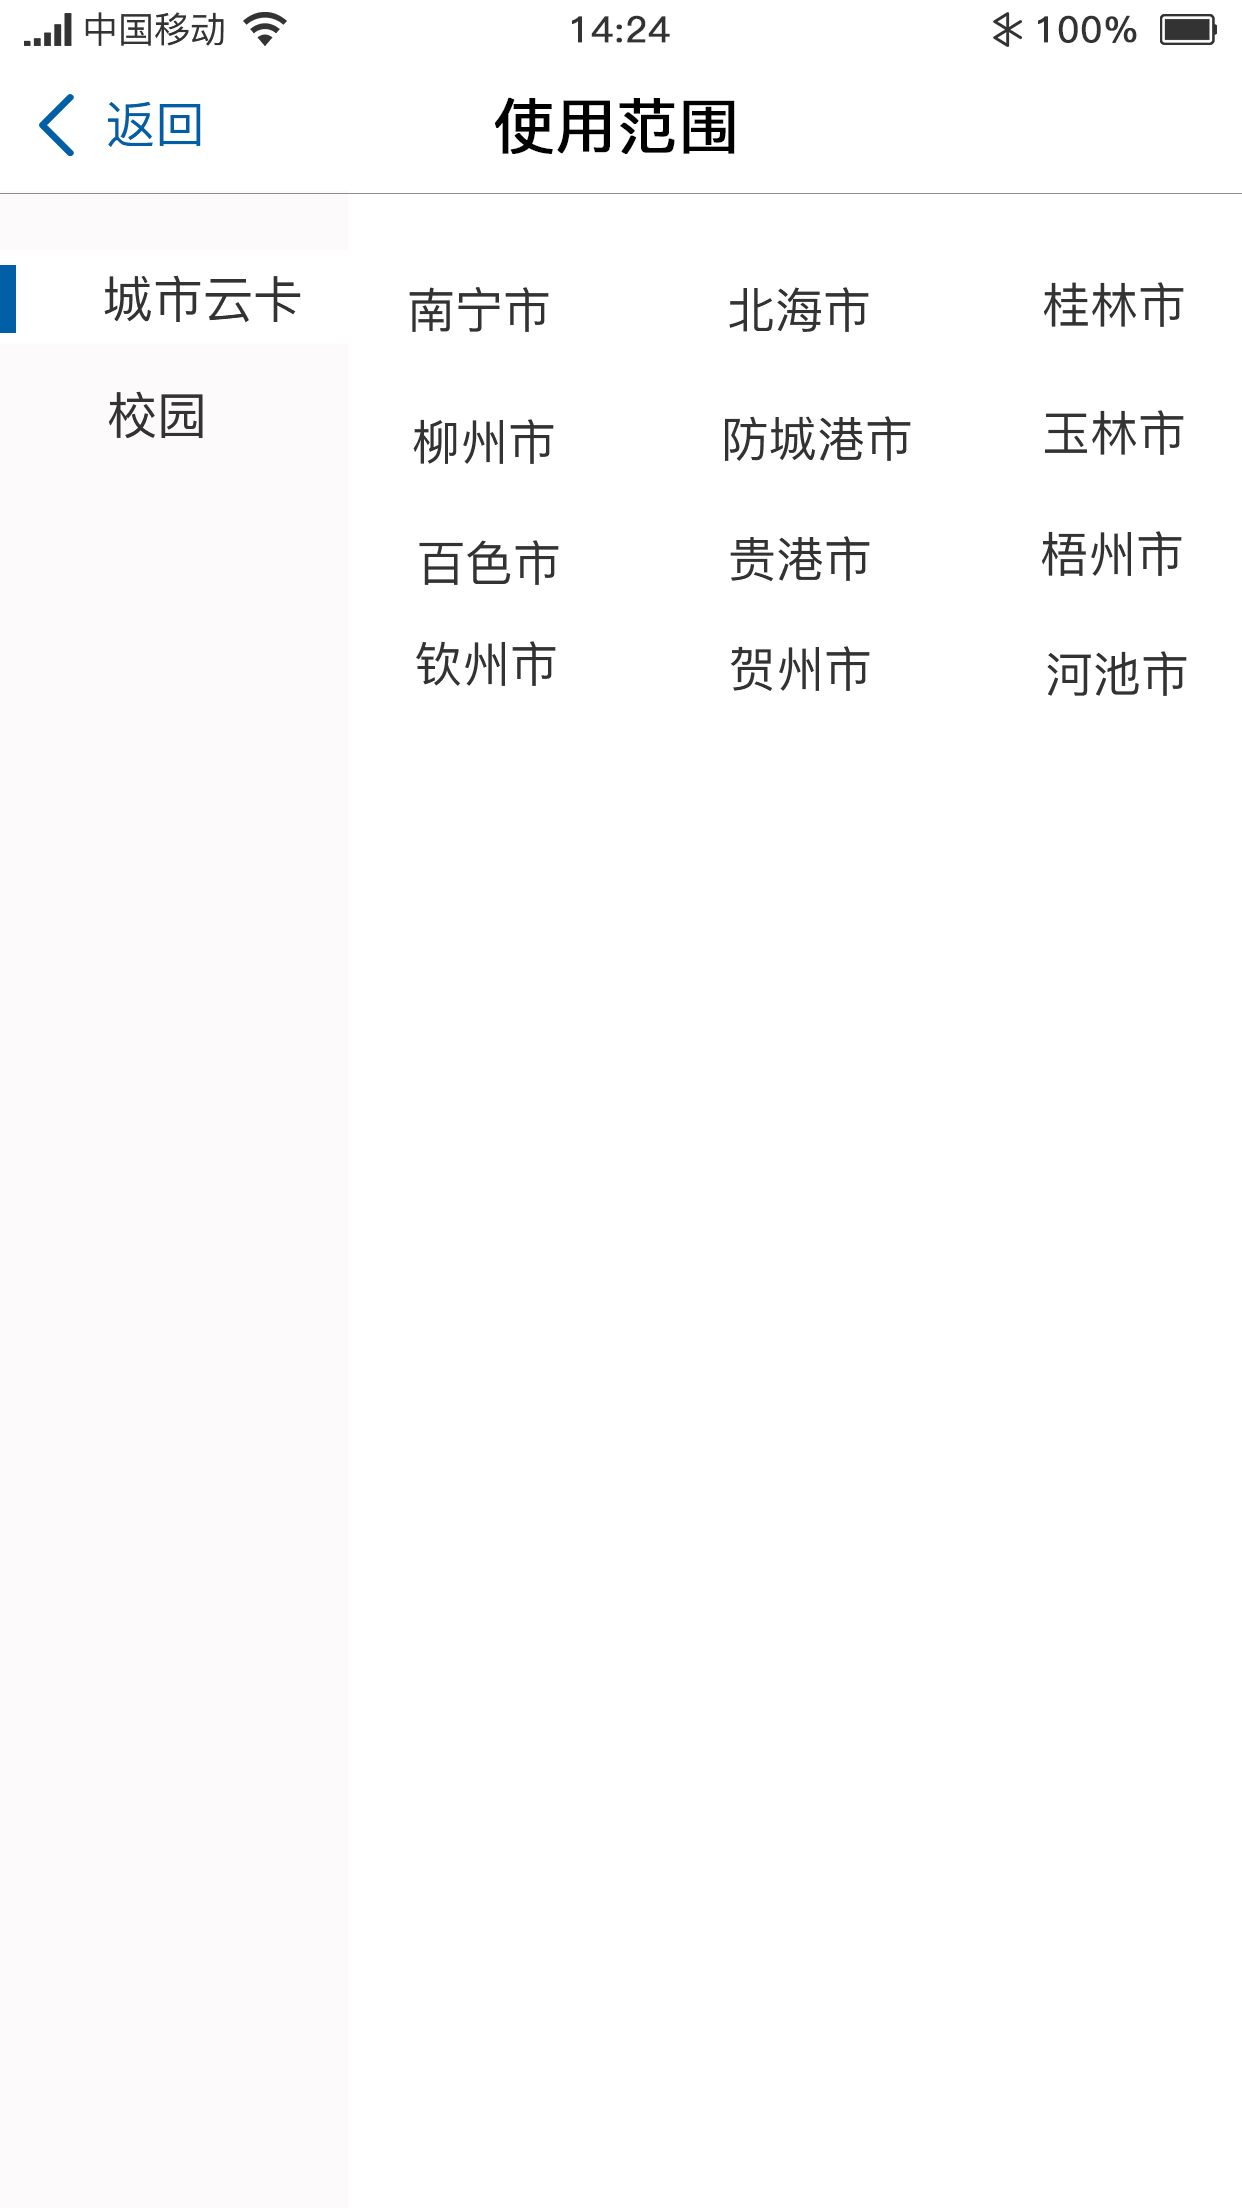 中国移动 14:24 100%
返回 使用范围
城市云卡
校园
南宁市 北海市 桂林市
柳州市 防城港市 玉林市
百色市 贵港市 梧州市
钦州市 贺州市 河池市